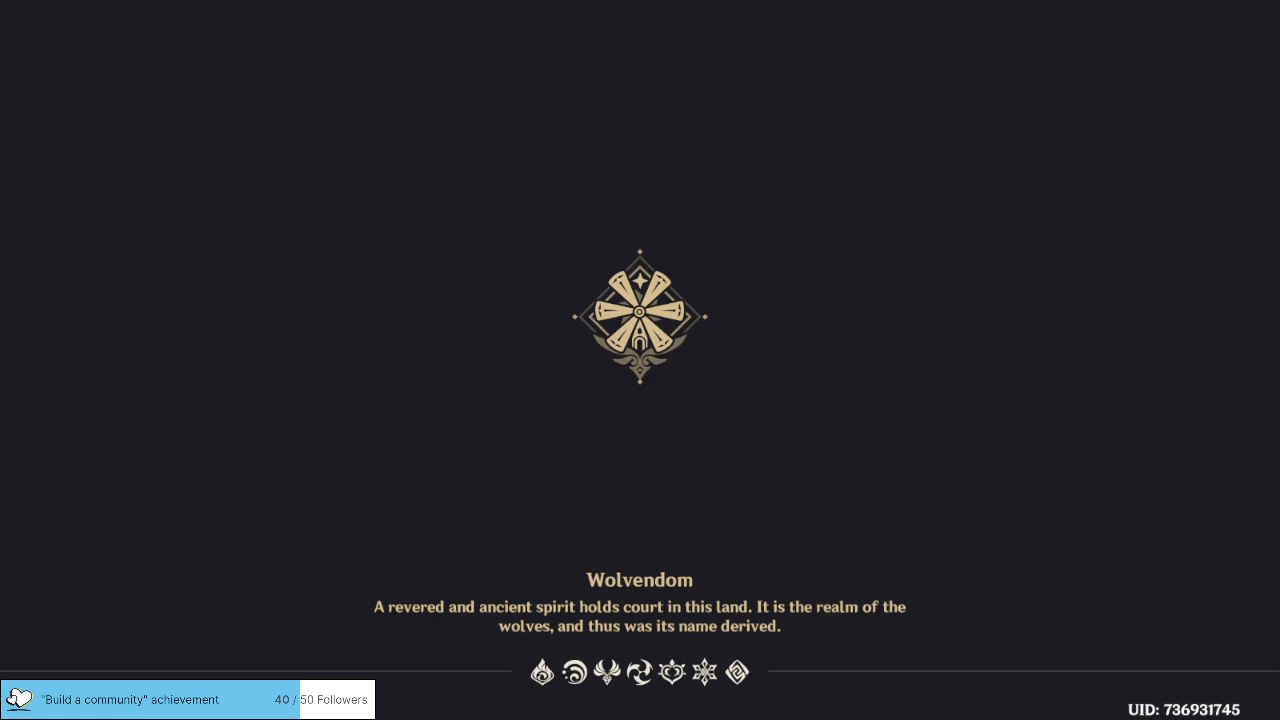 Wolvendom
A revered and ancient spirit holds court in this land. It is the realm of the
wolves, and thus was its name derived.
"Build a community" achievement 40 / 50 Followers
UID: 736931745